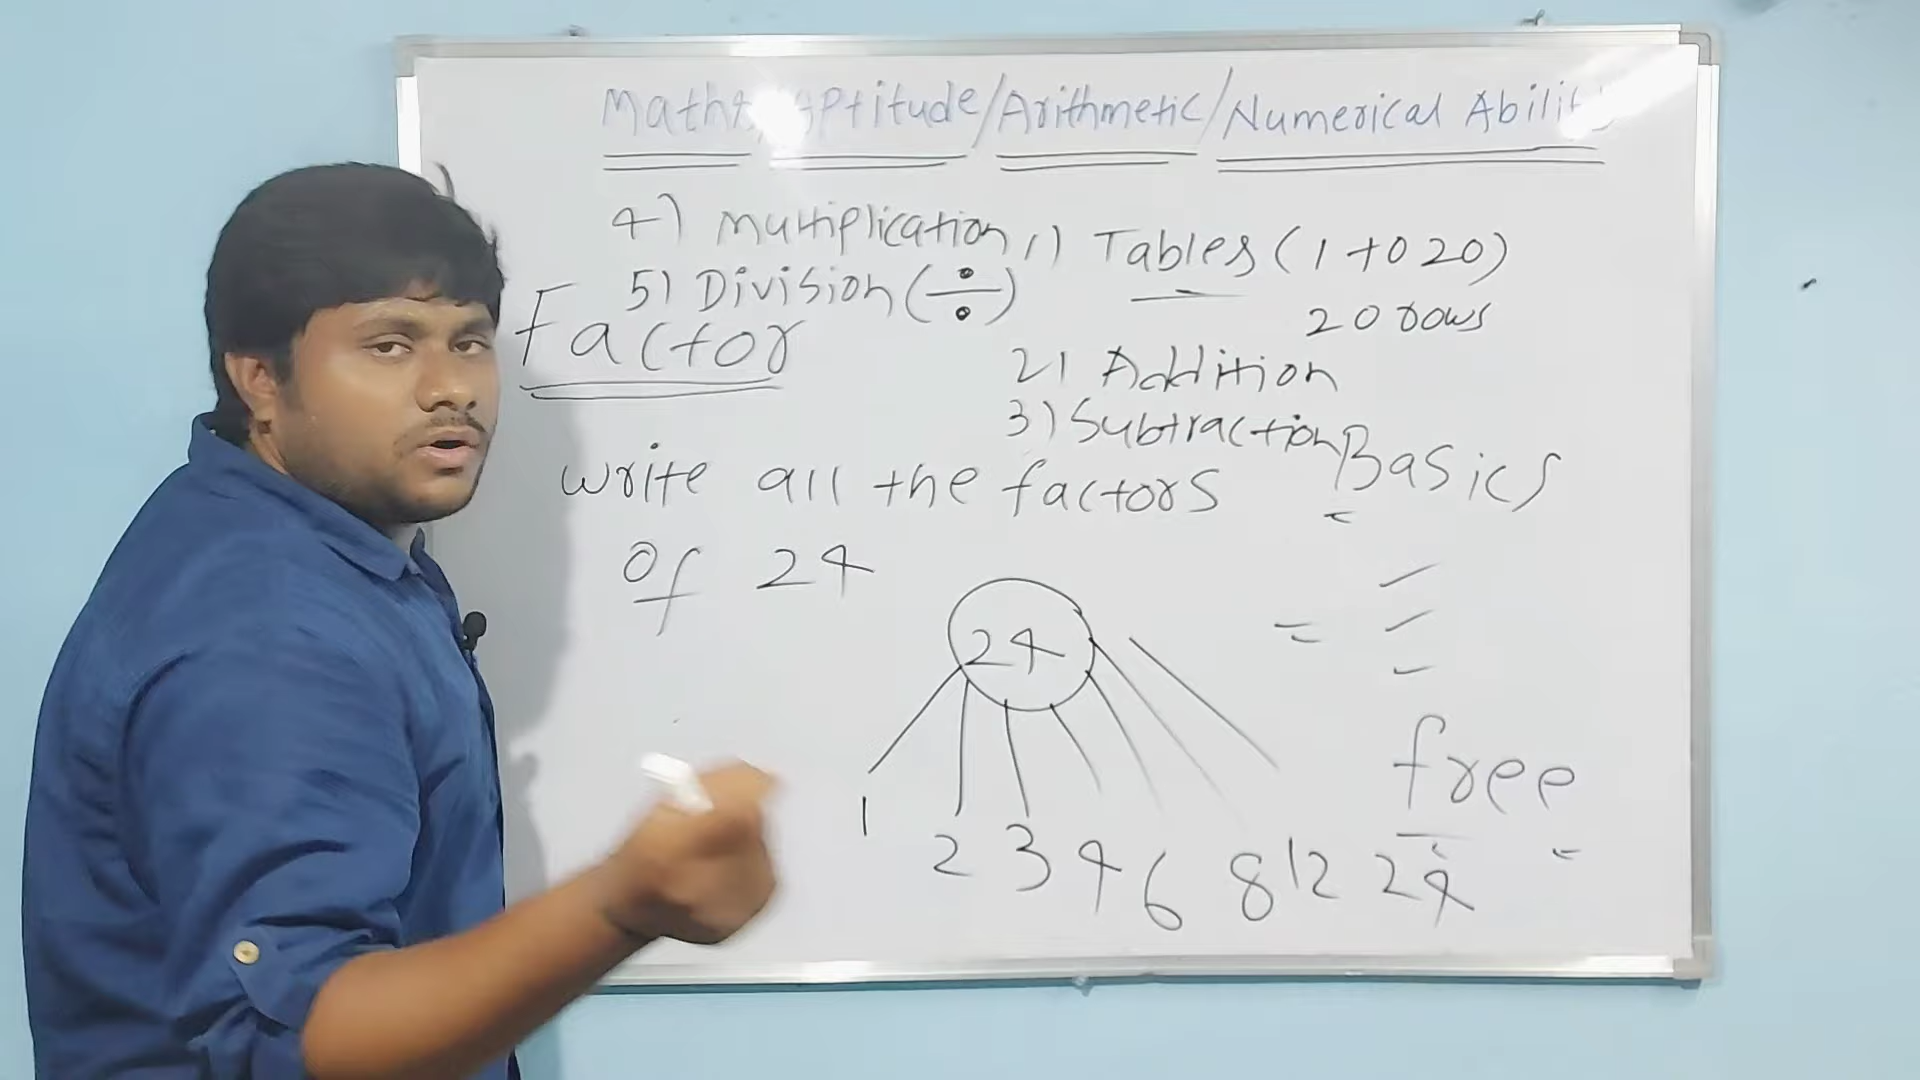 Maths/Aptitude/Arithmetic/Numerical Ability
4) Multiplication
1) Tables (1 to 20)
20 rows
5) Division (÷)
2) Addition
3) Subtraction
Basics
Factor
write all the factors
of 24
24
1 2 3 4 6 8 12 24
free